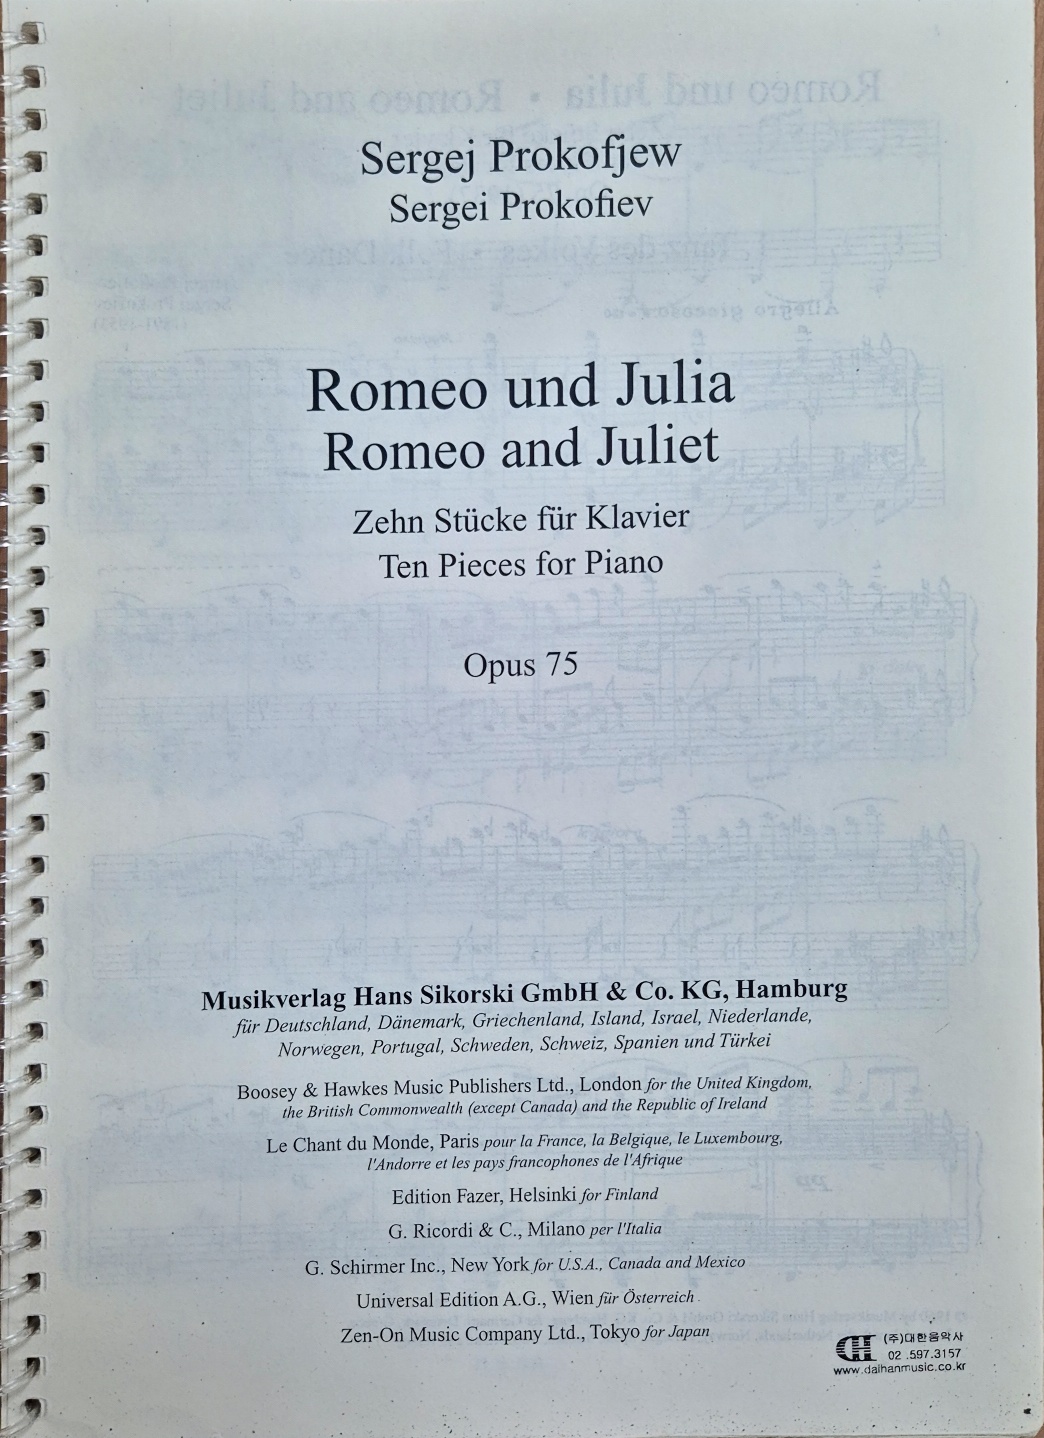 Sergej Prokofjew
Sergei Prokofiev
Romeo und Julia
Romeo and Juliet
Zehn Stücke für Klavier
Ten Pieces for Piano
Opus 75
Musikverlag Hans Sikorski GmbH & Co. KG, Hamburg
für Deutschland, Dänemark, Griechenland, Island, Israel, Niederlande,
Norwegen, Portugal, Schweden, Schweiz, Spanien und Türkei
Boosey & Hawkes Music Publishers Ltd., London for the United Kingdom,
the British Commonwealth (except Canada) and the Republic of Ireland
Le Chant du Monde, Paris pour la France, la Belgique, le Luxembourg,
l'Andorre et les pays francophones de l'Afrique
Edition Fazer, Helsinki for Finland
G. Ricordi & C., Milano per l'Italia
G. Schirmer Inc., New York for U.S.A., Canada and Mexico
Universal Edition A.G., Wien für Österreich
Zen-On Music Company Ltd., Tokyo for Japan
(주)대한음악사
02 .597.3157
www.daihanmusic.co.kr